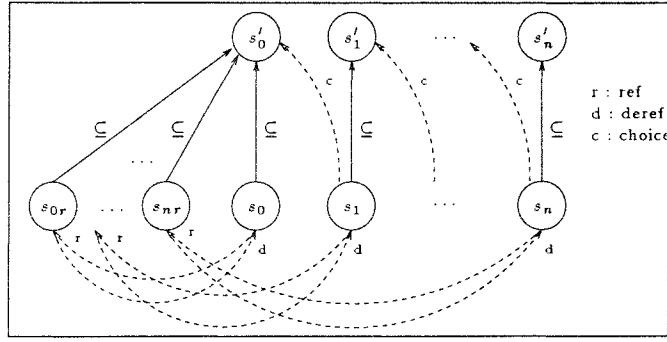 s′₀ s′₁ ... s′ₙ
c c c
r : ref
d : deref
c : choice
⊆ ⊆ ⊆ ⊆ ⊆
... ...
s₀ᵣ ... sₙᵣ s₀ s₁ ... sₙ
r r r d d d